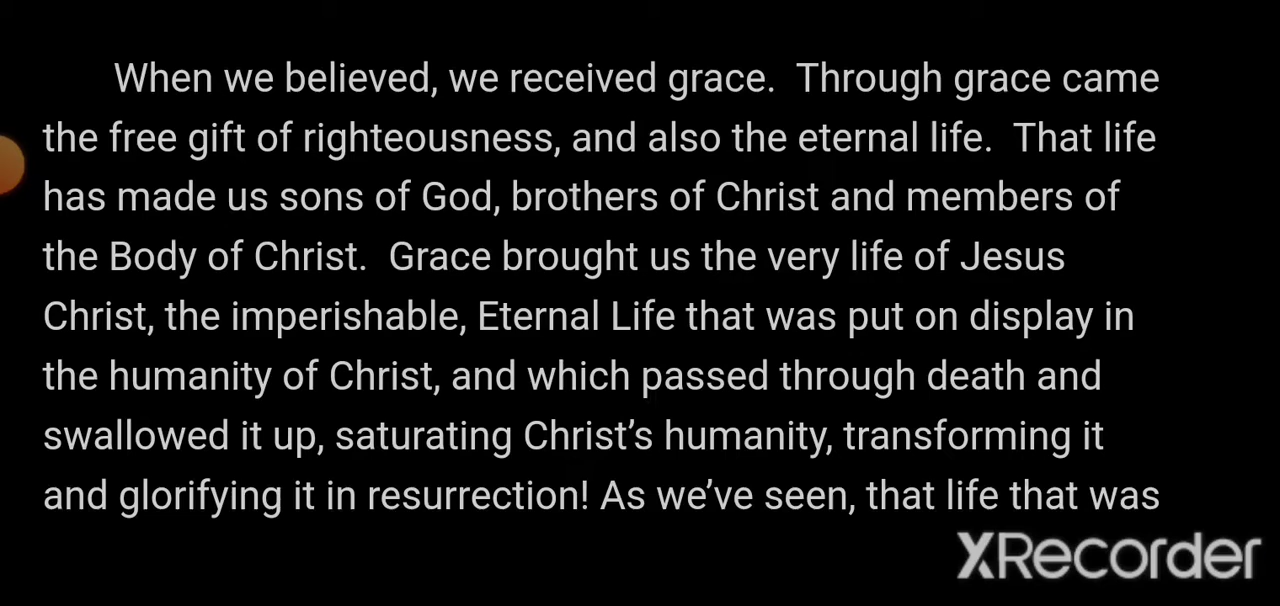 When we believed, we received grace.  Through grace came
the free gift of righteousness, and also the eternal life.  That life
has made us sons of God, brothers of Christ and members of
the Body of Christ.  Grace brought us the very life of Jesus
Christ, the imperishable, Eternal Life that was put on display in
the humanity of Christ, and which passed through death and
swallowed it up, saturating Christ’s humanity, transforming it
and glorifying it in resurrection! As we’ve seen, that life that was
XRecorder